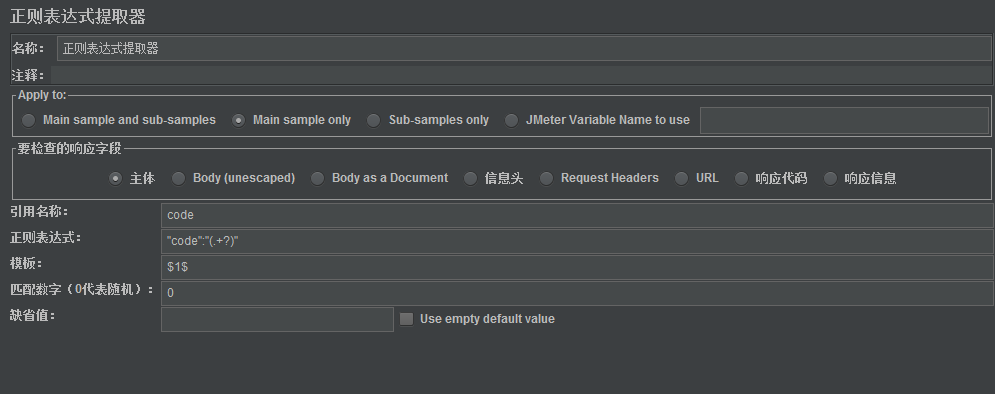 正则表达式提取器
名称： 正则表达式提取器
注释：
Apply to:
Main sample and sub-samples Main sample only Sub-samples only JMeter Variable Name to use
要检查的响应字段
主体 Body (unescaped) Body as a Document 信息头 Request Headers URL 响应代码 响应信息
引用名称： code
正则表达式： "code":"(.+?)"
模板： $1$
匹配数字（0代表随机）： 0
缺省值： Use empty default value